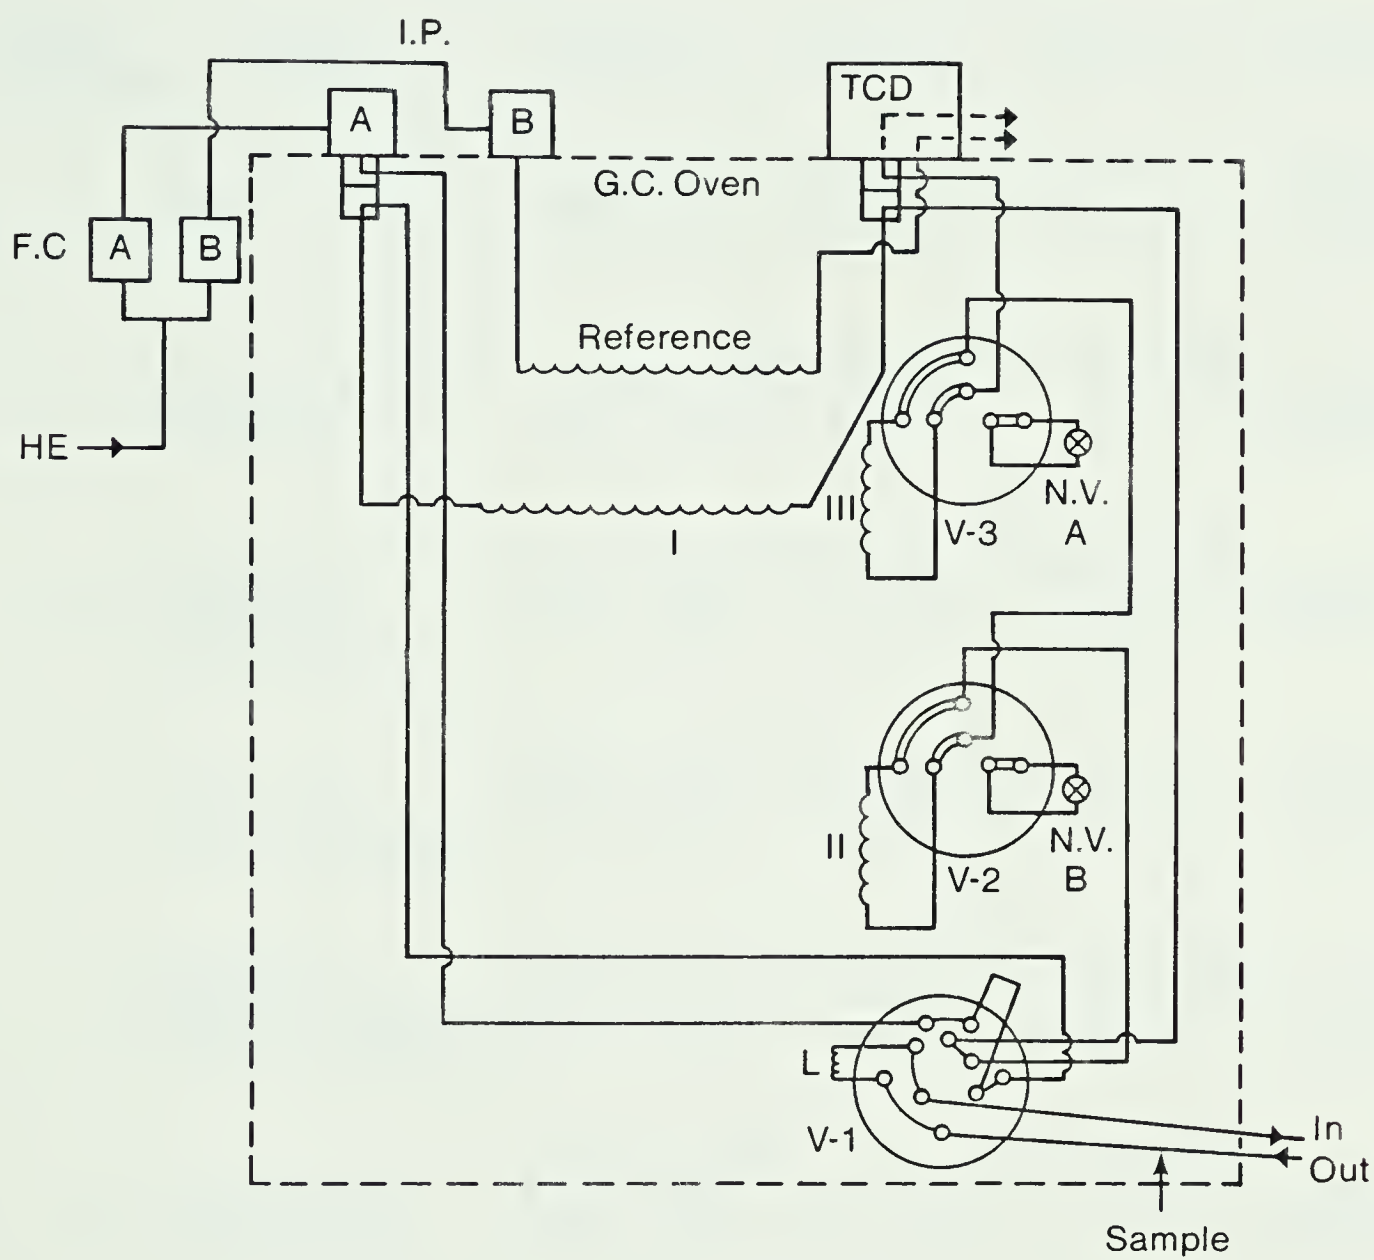 I.P.
A
B
TCD
G.C. Oven
F.C
A
B
Reference
HE
I
III
V-3
N.V.
A
II
V-2
N.V.
B
L
V-1
In
Out
Sample